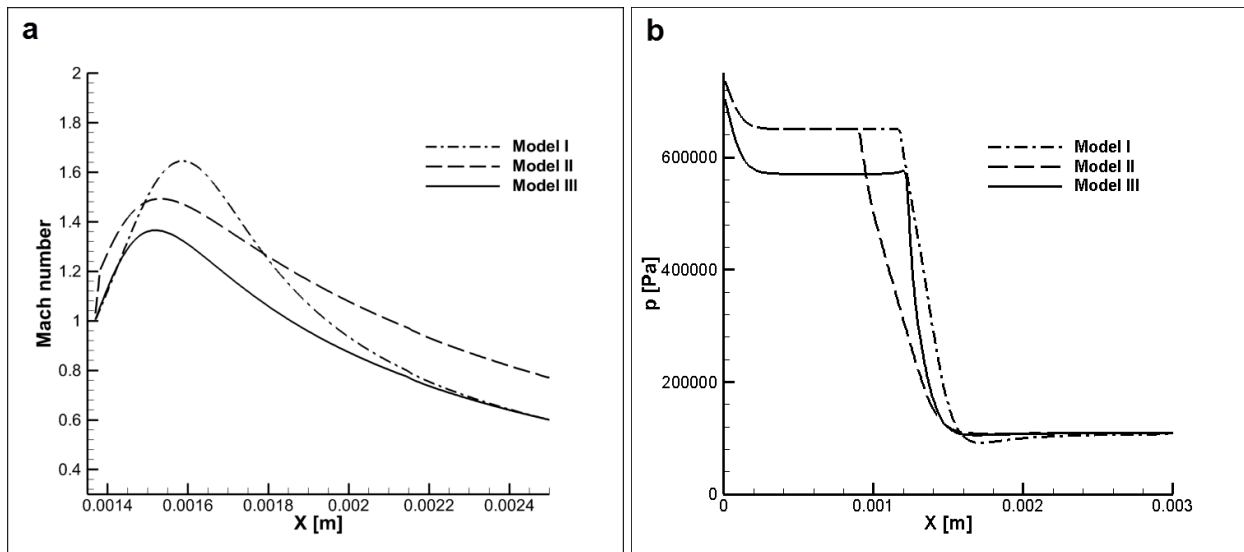 a
2
1.8
1.6
1.4
1.2
1
0.8
0.6
0.4
Mach number
0.0014
0.0016
0.0018
0.002
0.0022
0.0024
X [m]
Model I
Model II
Model III
b
600000
400000
200000
0
p [Pa]
0
0.001
0.002
0.003
X [m]
Model I
Model II
Model III